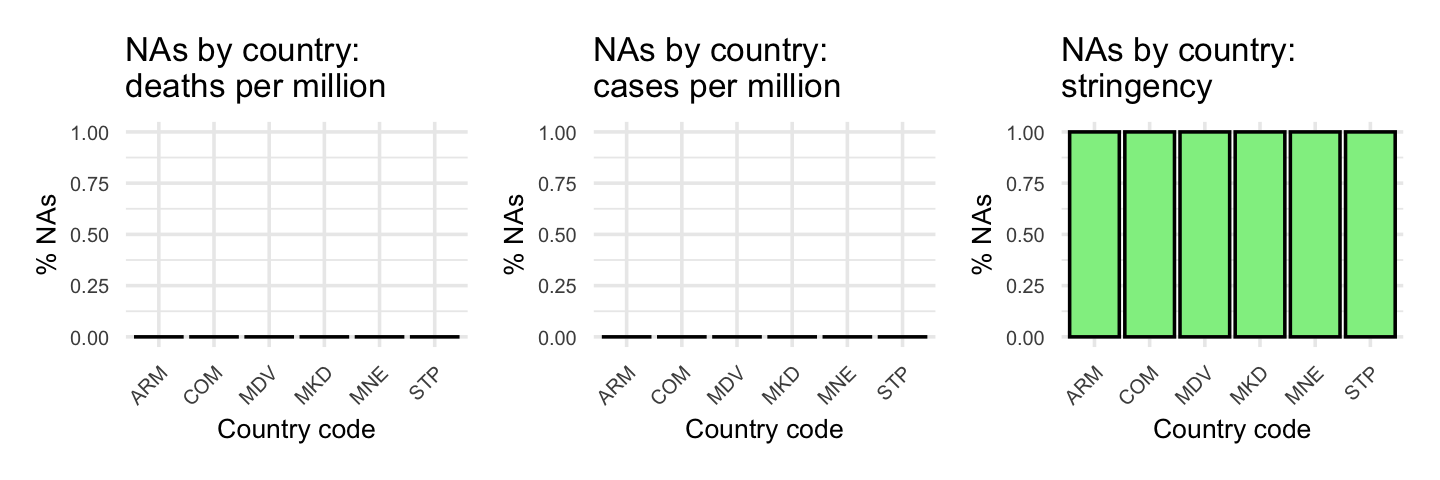 NAs by country:
deaths per million
% NAs
1.00
0.75
0.50
0.25
0.00
ARM
COM
MDV
MKD
MNE
STP
Country code
NAs by country:
cases per million
% NAs
1.00
0.75
0.50
0.25
0.00
ARM
COM
MDV
MKD
MNE
STP
Country code
NAs by country:
stringency
% NAs
1.00
0.75
0.50
0.25
0.00
ARM
COM
MDV
MKD
MNE
STP
Country code